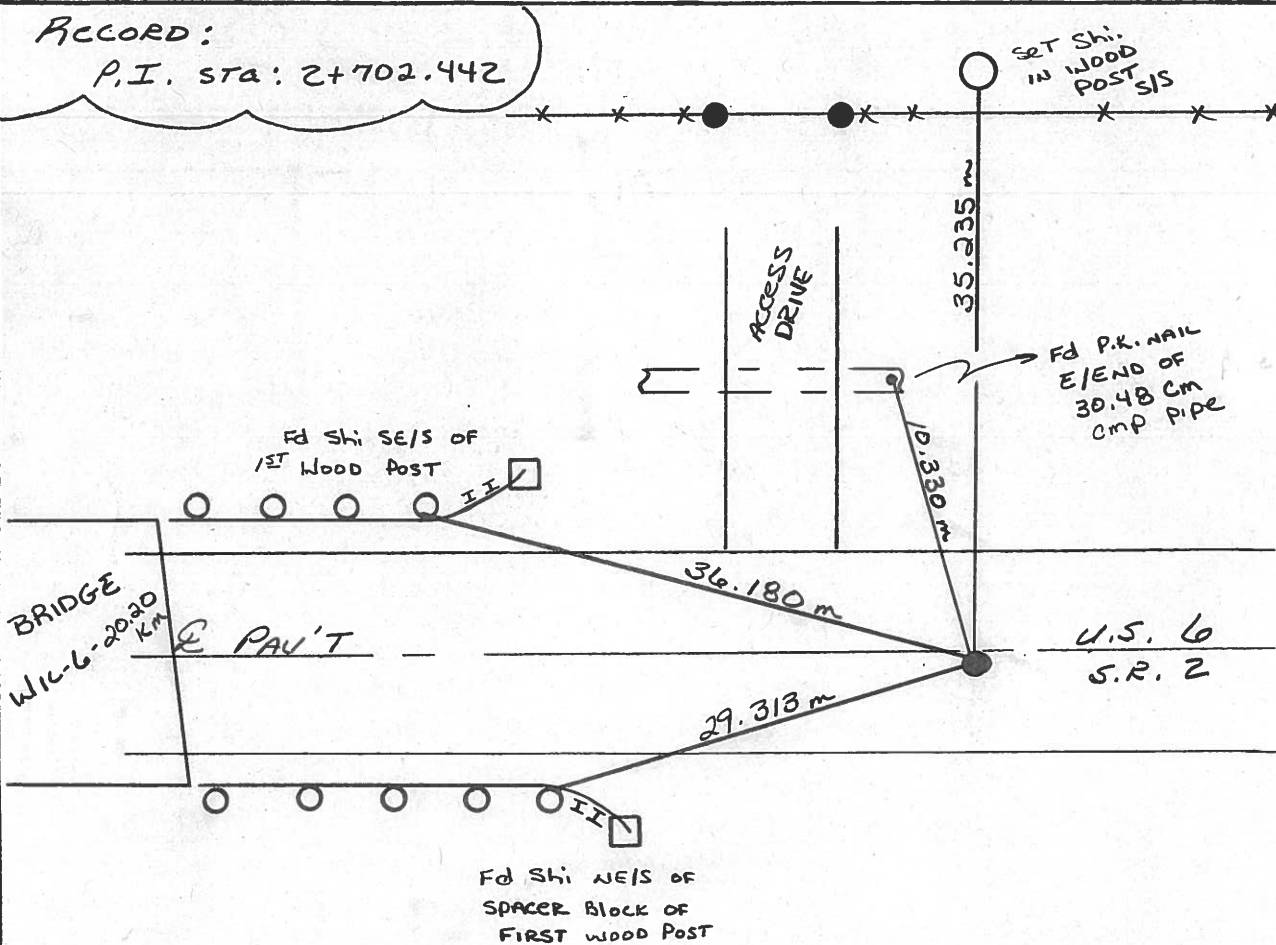 RECORD:
P.I. STA: 2+702.442
SET Shi.
IN WOOD
POST
S/S
35.235 m
ACCESS
DRIVE
Fd P.K. NAIL
E/END OF
30.48 Cm
CMP PIPE
10.330 m
Fd Shi SE/S OF
1ST WOOD POST
II
36.180 m
BRIDGE
WIL-6-20.20
Km
℄ PAV'T
U.S. 6
S.R. 2
29.313 m
II
Fd Shi NE/S OF
SPACER BLOCK OF
FIRST WOOD POST